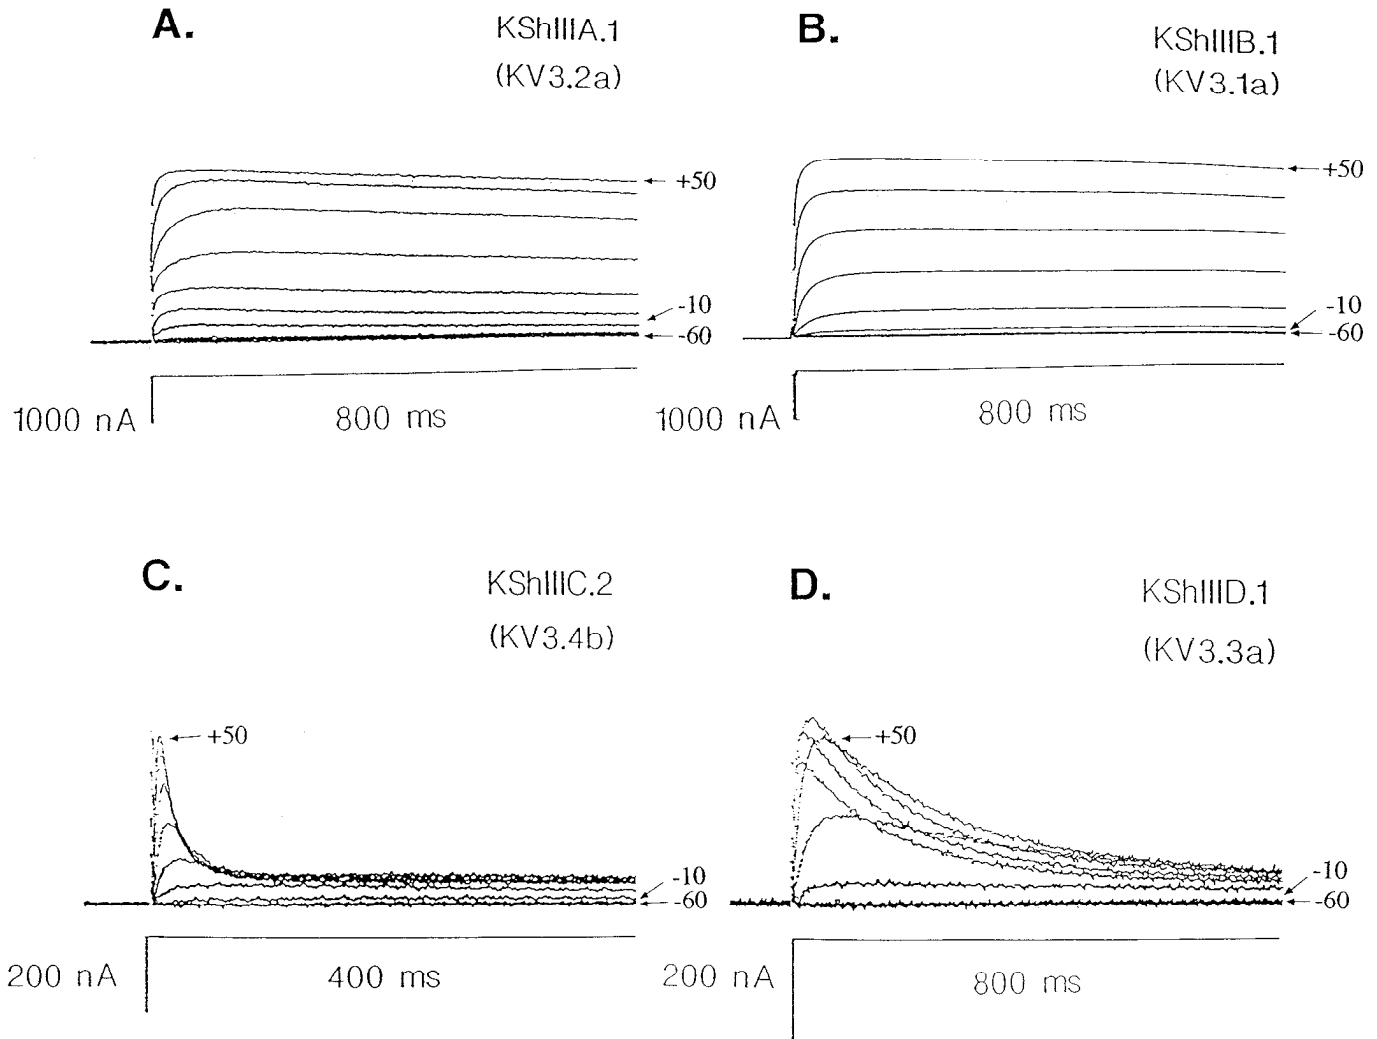 A.
KShIIIA.1
(KV3.2a)
+50
-10
-60
1000 nA
800 ms
B.
KShIIIB.1
(KV3.1a)
+50
-10
-60
1000 nA
800 ms
C.
KShIIIC.2
(KV3.4b)
+50
-10
-60
200 nA
400 ms
D.
KShIIID.1
(KV3.3a)
+50
-10
-60
200 nA
800 ms